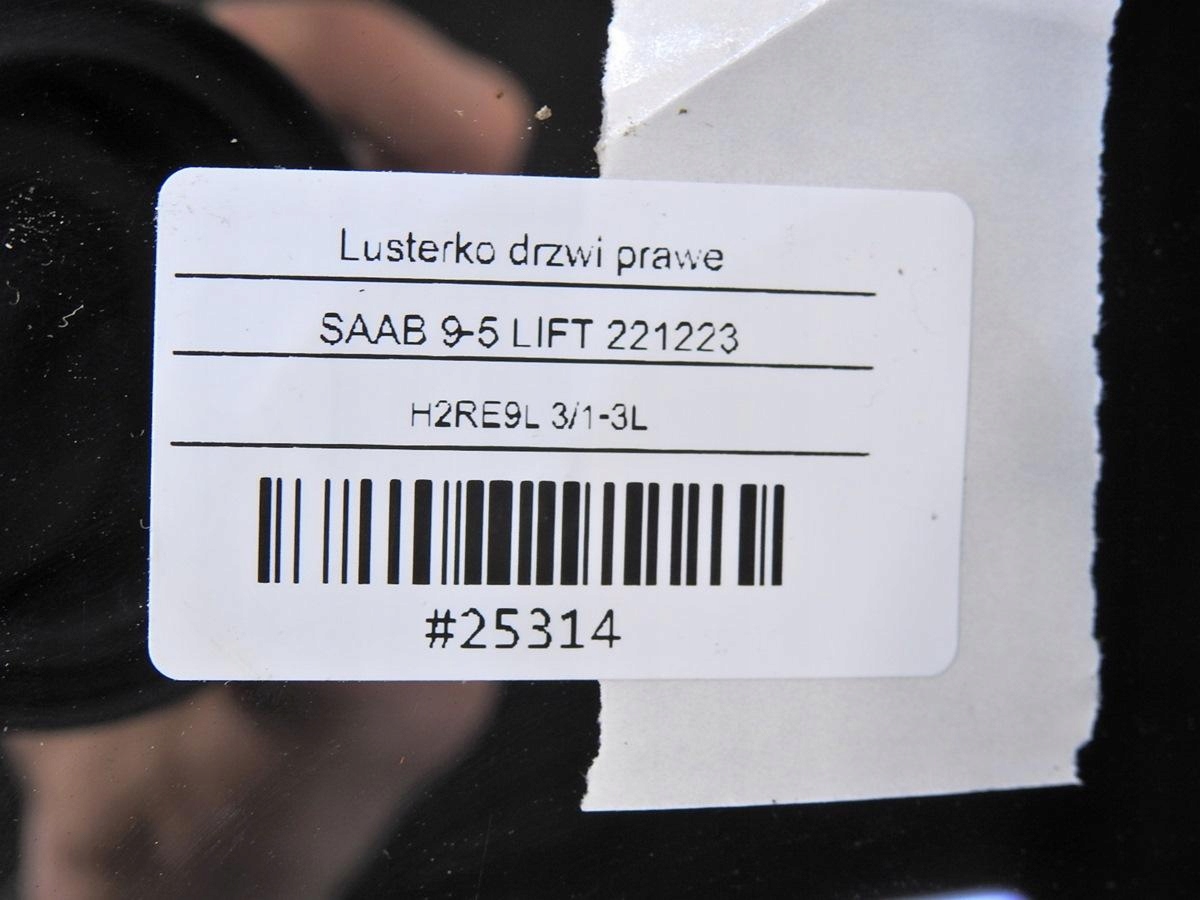 Lusterko drzwi prawe
SAAB 9-5 LIFT 221223
H2RE9L 3/1-3L
#25314